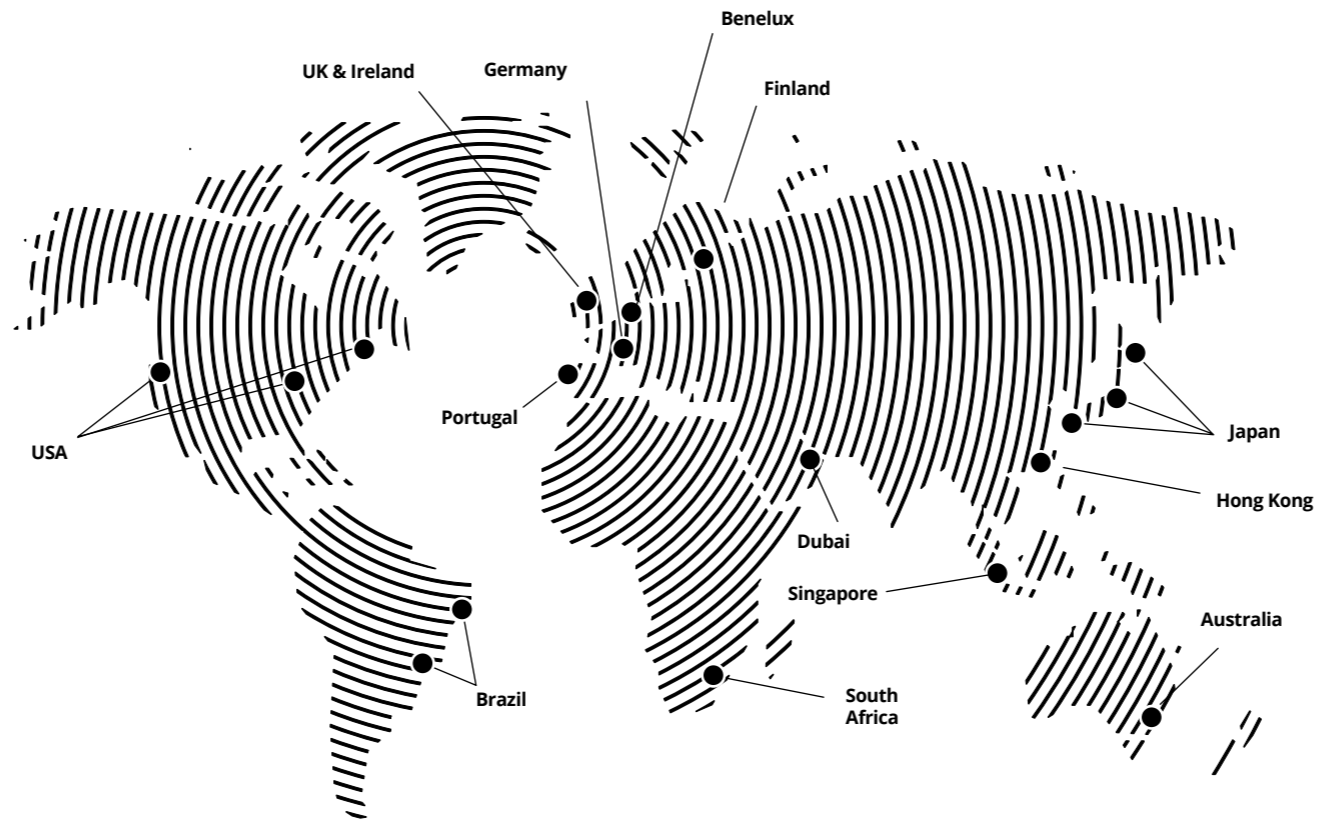 Benelux
UK & Ireland
Germany
Finland
Portugal
USA
Japan
Hong Kong
Dubai
Singapore
Australia
Brazil
South
Africa